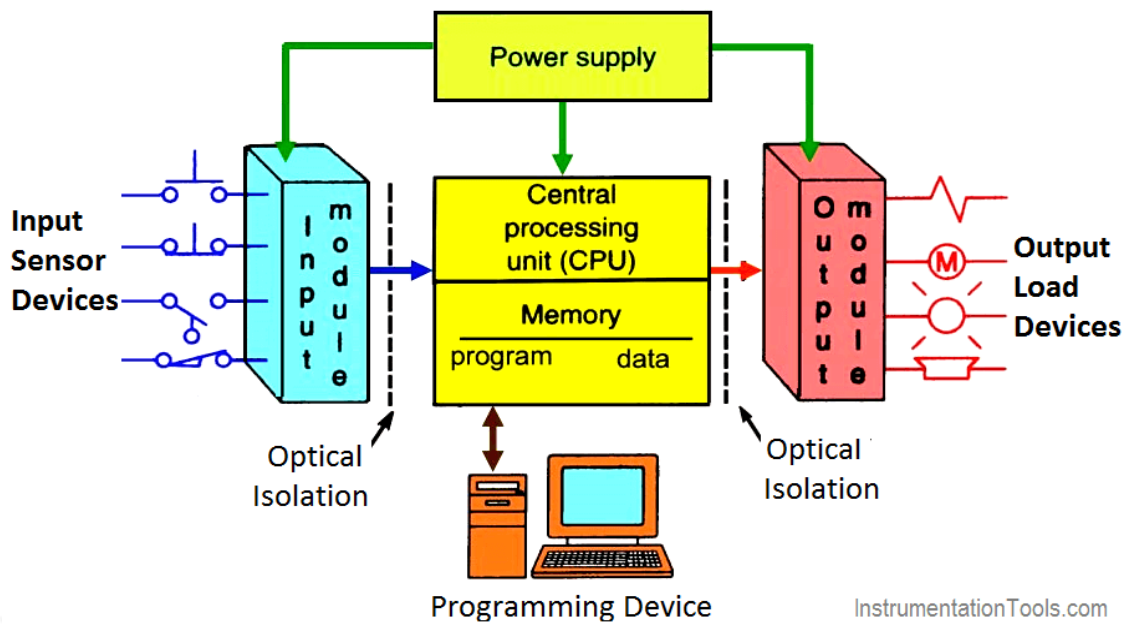 Power supply
Input
Sensor
Devices
Input
module
Central
processing
unit (CPU)
Memory
program data
Output
module
M
Output
Load
Devices
Optical
Isolation
Optical
Isolation
Programming Device
InstrumentationTools.com